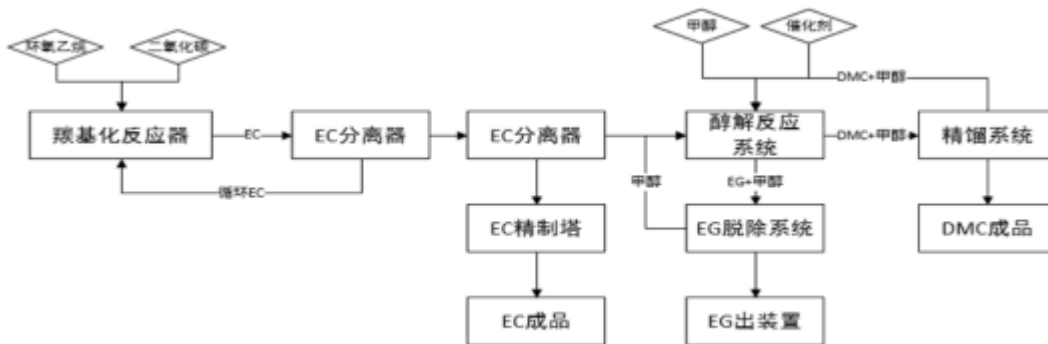 环氧乙烷
二氧化碳
甲醇
催化剂
DMC+甲醇
羰基化反应器
EC
EC分离器
EC分离器
醇解反应
系统
DMC+甲醇
精馏系统
循环EC
甲醇
EG+甲醇
EC精制塔
EG脱除系统
DMC成品
EC成品
EG出装置